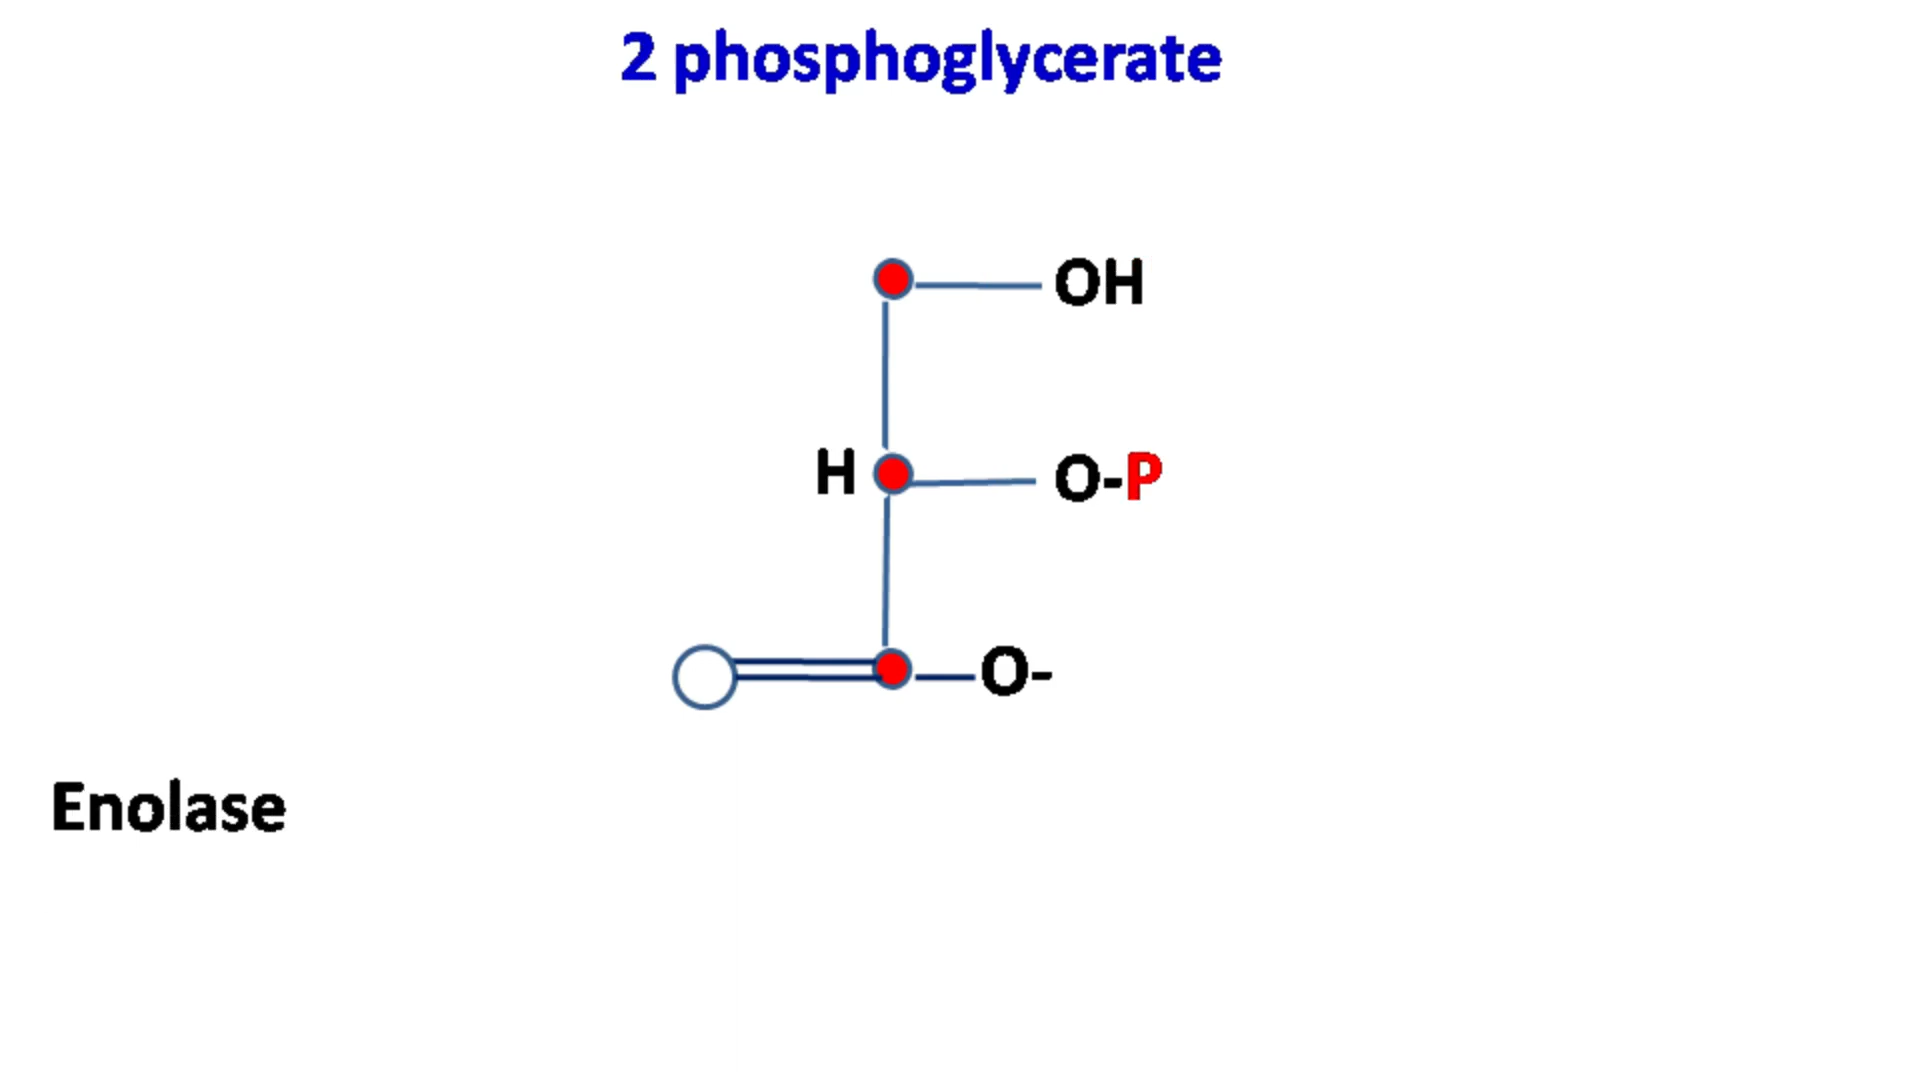 2 phosphoglycerate
OH
H O-P
O-
Enolase